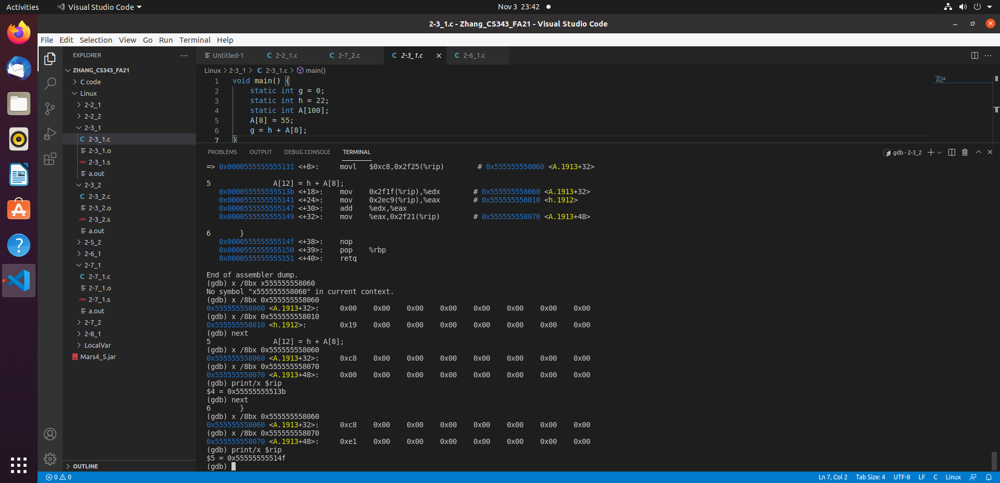 Activities Visual Studio Code Nov 3 23:42
2-3_1.c - Zhang_CS343_FA21 - Visual Studio Code
File Edit Selection View Go Run Terminal Help
EXPLORER
ZHANG_CS343_FA21
C code
Linux
2-2_1
2-2_2
2-3_1
C 2-3_1.c
2-3_1.o
ASM 2-3_1.s
a.out
2-3_2
C 2-3_2.c
2-3_2.o
ASM 2-3_2.s
a.out
2-5_2
2-6_1
2-7_1
C 2-7_1.c
2-7_1.o
ASM 2-7_1.s
a.out
2-7_2
2-8_1
LocalVar
Mars4_5.jar
OUTLINE
Untitled-1 C 2-2_1.c C 2-7_2.c C 2-3_1.c C 2-6_1.c
Linux > 2-3_1 > C 2-3_1.c > main()
1 void main() {
2 static int g = 0;
3 static int h = 22;
4 static int A[100];
5 A[8] = 55;
6 g = h + A[8];
7 }
PROBLEMS OUTPUT DEBUG CONSOLE TERMINAL gdb - 2-3_2
=> 0x0000555555555131 <+8>: movl $0xc8,0x2f25(%rip) # 0x555555558060 <A.1913+32>
5 A[12] = h + A[8];
0x000055555555513b <+18>: mov 0x2f1f(%rip),%edx # 0x555555558060 <A.1913+32>
0x0000555555555141 <+24>: mov 0x2ec9(%rip),%eax # 0x555555558010 <h.1912>
0x0000555555555147 <+30>: add %edx,%eax
0x0000555555555149 <+32>: mov %eax,0x2f21(%rip) # 0x555555558070 <A.1913+48>
6 }
0x000055555555514f <+38>: nop
0x0000555555555150 <+39>: pop %rbp
0x0000555555555151 <+40>: retq
End of assembler dump.
(gdb) x /8bx x555555558060
No symbol "x555555558060" in current context.
(gdb) x /8bx 0x555555558060
0x555555558060 <A.1913+32>: 0x00 0x00 0x00 0x00 0x00 0x00 0x00 0x00
(gdb) x /8bx 0x555555558010
0x555555558010 <h.1912>: 0x19 0x00 0x00 0x00 0x00 0x00 0x00 0x00
(gdb) next
5 A[12] = h + A[8];
(gdb) x /8bx 0x555555558060
0x555555558060 <A.1913+32>: 0xc8 0x00 0x00 0x00 0x00 0x00 0x00 0x00
(gdb) x /8bx 0x555555558070
0x555555558070 <A.1913+48>: 0x00 0x00 0x00 0x00 0x00 0x00 0x00 0x00
(gdb) print/x $rip
$4 = 0x55555555513b
(gdb) next
6 }
(gdb) x /8bx 0x555555558060
0x555555558060 <A.1913+32>: 0xc8 0x00 0x00 0x00 0x00 0x00 0x00 0x00
(gdb) x /8bx 0x555555558070
0x555555558070 <A.1913+48>: 0xe1 0x00 0x00 0x00 0x00 0x00 0x00 0x00
(gdb) print/x $rip
$5 = 0x55555555514f
(gdb)
0 0 Ln 7, Col 2 Tab Size: 4 UTF-8 LF C Linux